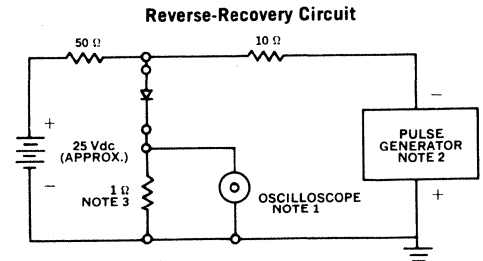 Reverse-Recovery Circuit
50 Ω
10 Ω
+
25 Vdc
(APPROX.)
−
1 Ω
NOTE 3
OSCILLOSCOPE
NOTE 1
−
PULSE
GENERATOR
NOTE 2
+